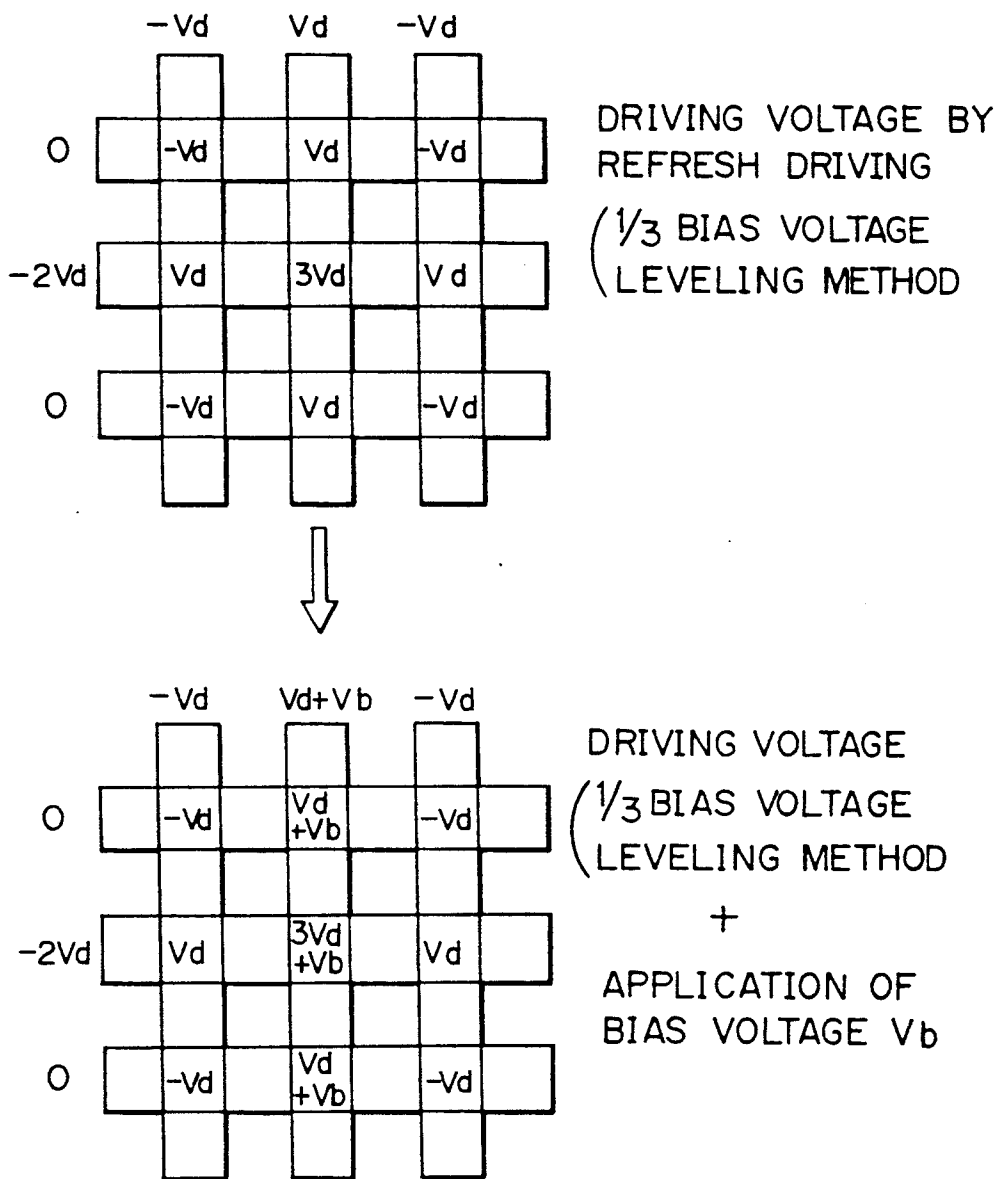 -Vd Vd -Vd
0 -Vd Vd -Vd
-2Vd Vd 3Vd Vd
0 -Vd Vd -Vd
DRIVING VOLTAGE BY
REFRESH DRIVING
(1/3 BIAS VOLTAGE
LEVELING METHOD
-Vd Vd+Vb -Vd
0 -Vd Vd +Vb -Vd
-2Vd Vd 3Vd +Vb Vd
0 -Vd Vd +Vb -Vd
DRIVING VOLTAGE
(1/3 BIAS VOLTAGE
LEVELING METHOD
+
APPLICATION OF
BIAS VOLTAGE Vb